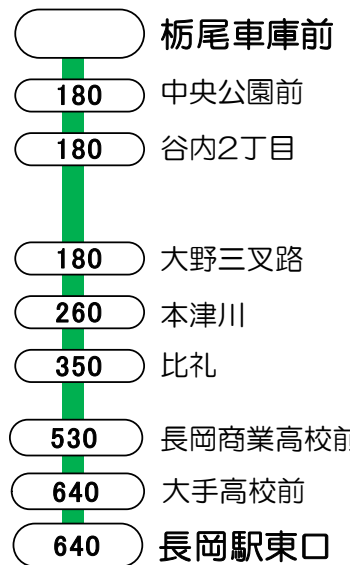 栃尾車庫前
180 中央公園前
180 谷内2丁目
180 大野三叉路
260 本津川
350 比礼
530 長岡商業高校前
640 大手高校前
640 長岡駅東口